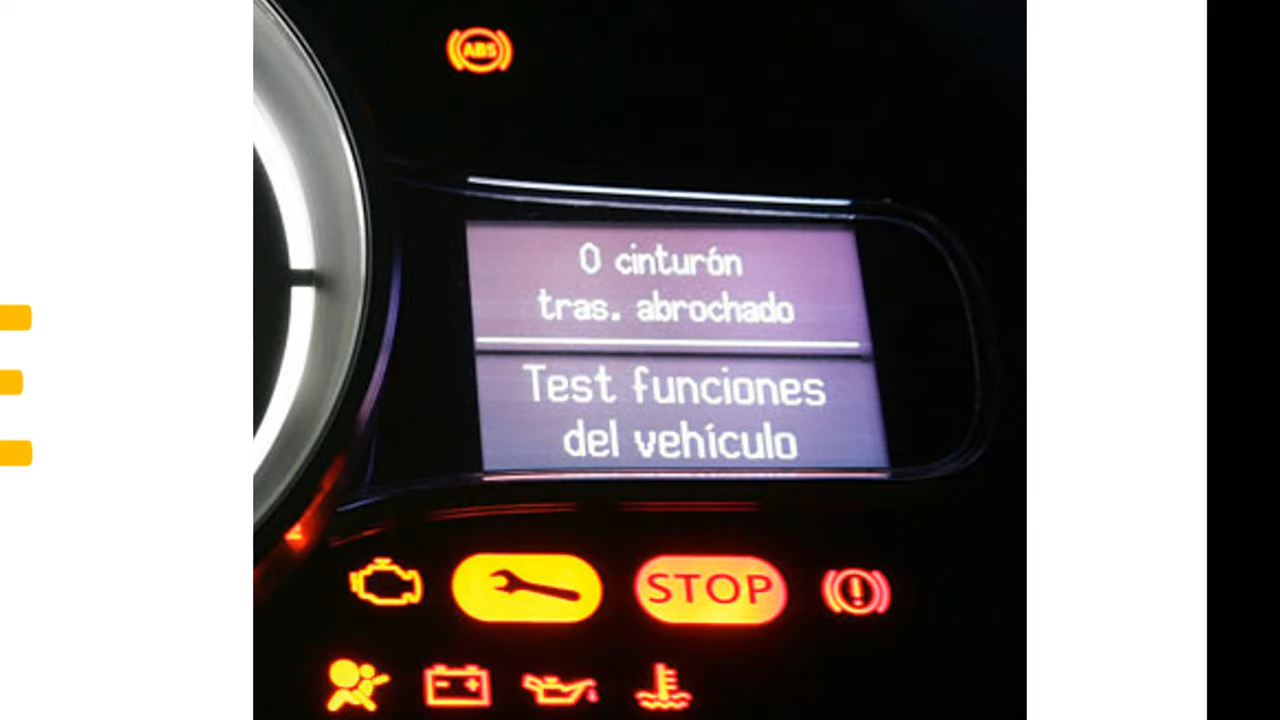 ABS
0 cinturón
tras. abrochado
Test funciones
del vehículo
STOP